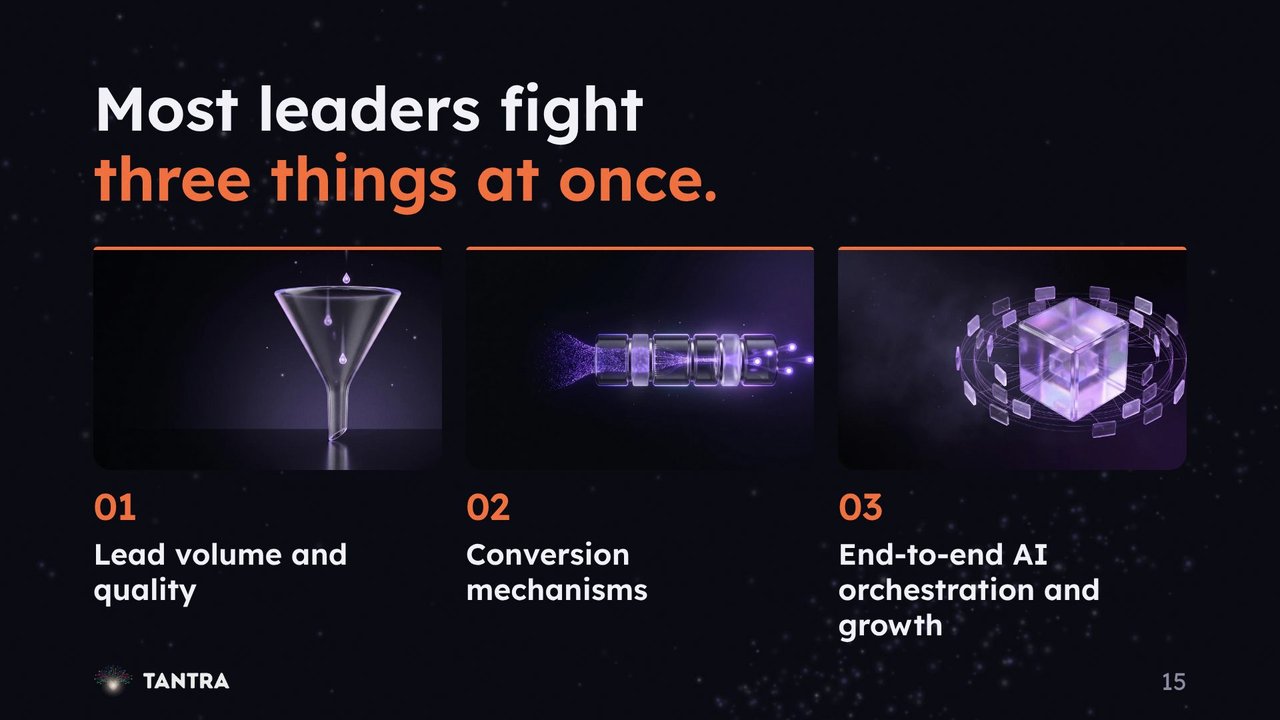 Most leaders fight
three things at once.
01
Lead volume and
quality
02
Conversion
mechanisms
03
End-to-end AI
orchestration and
growth
TANTRA
15